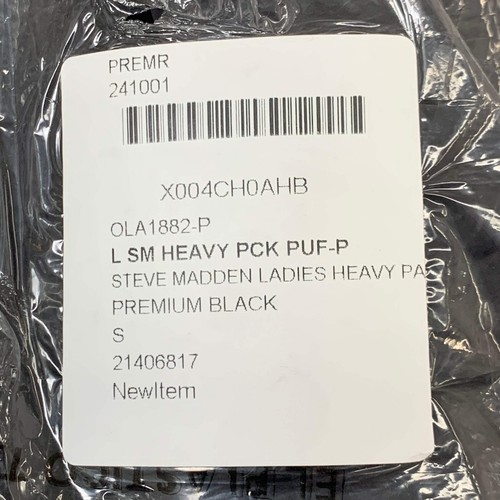 PREMR
241001
X004CH0AHB
OLA1882-P
L SM HEAVY PCK PUF-P
STEVE MADDEN LADIES HEAVY PA
PREMIUM BLACK
S
21406817
NewItem